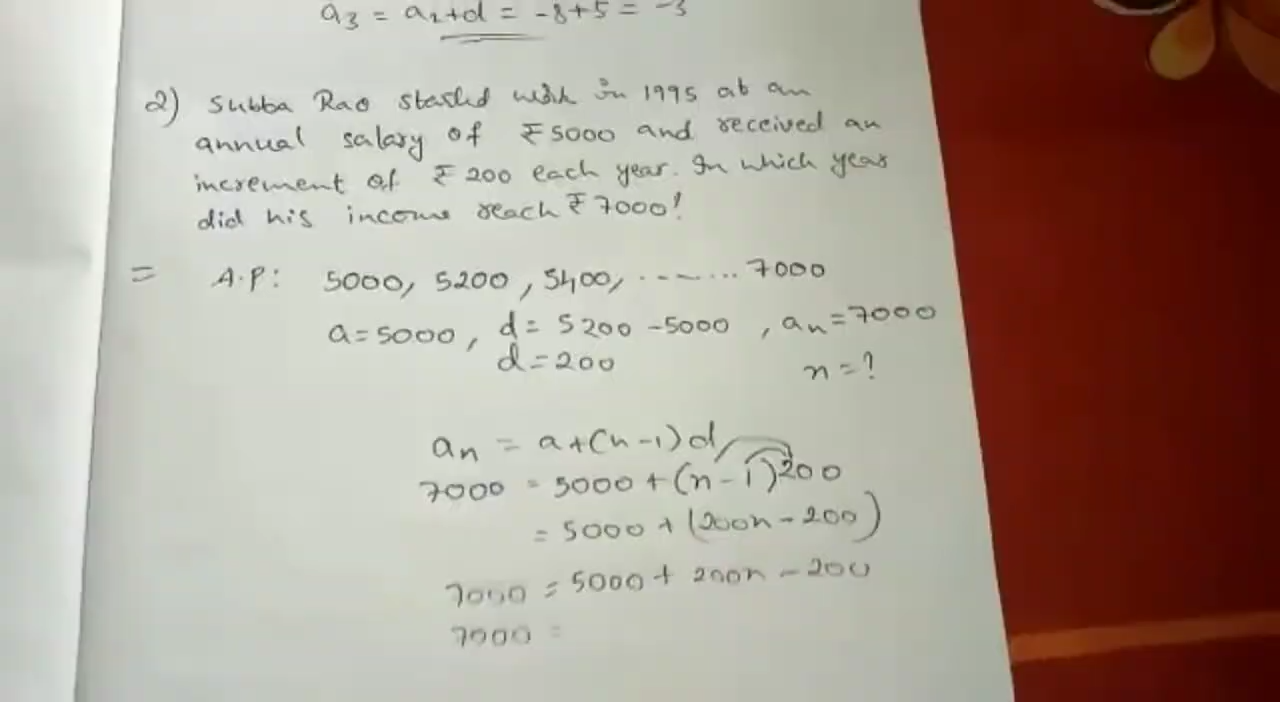 a3 = a2+d = -8+5 = -3
2) Subba Rao started work in 1995 at an
annual salary of ₹5000 and received an
increment of ₹200 each year. In which year
did his income reach ₹7000?
= A.P: 5000, 5200, 5400, ........ 7000
a=5000, d= 5200-5000, an=7000
d=200 n=?
an = a+(n-1)d
7000 = 5000+(n-1)200
= 5000+(200n-200)
7000 = 5000+200n-200
7000 =